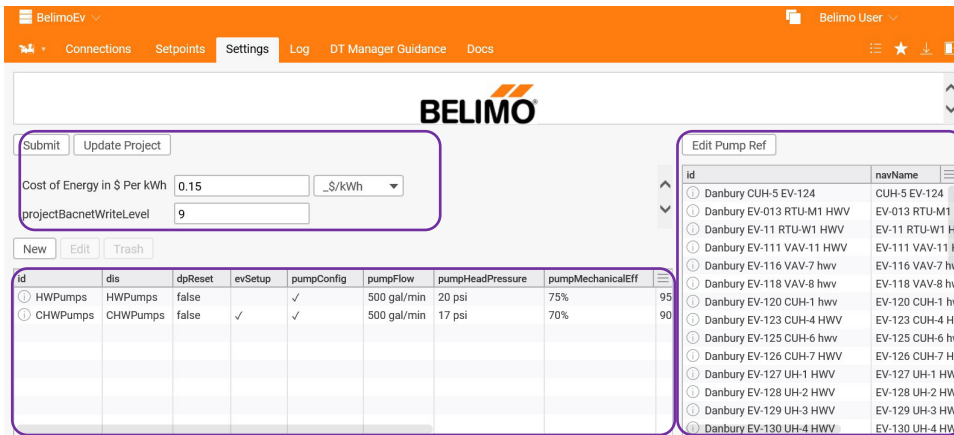 BelimoEv
Belimo User
Connections Setpoints Settings Log DT Manager Guidance Docs
BELIMO®
Submit Update Project
Cost of Energy in $ Per kWh 0.15 _$/kWh
projectBacnetWriteLevel 9
New Edit Trash
id dis dpReset evSetup pumpConfig pumpFlow pumpHeadPressure pumpMechanicalEff
HWPumps HWPumps false ✓ 500 gal/min 20 psi 75% 95
CHWPumps CHWPumps false ✓ ✓ 500 gal/min 17 psi 70% 90
Edit Pump Ref
id navName
Danbury CUH-5 EV-124 CUH-5 EV-124
Danbury EV-013 RTU-M1 HWV EV-013 RTU-M1
Danbury EV-11 RTU-W1 HWV EV-11 RTU-W1 H
Danbury EV-111 VAV-11 HWV EV-111 VAV-11 H
Danbury EV-116 VAV-7 hwv EV-116 VAV-7 hw
Danbury EV-118 VAV-8 hwv EV-118 VAV-8 hw
Danbury EV-120 CUH-1 hwv EV-120 CUH-1 hw
Danbury EV-123 CUH-4 HWV EV-123 CUH-4 H
Danbury EV-125 CUH-6 hwv EV-125 CUH-6 hw
Danbury EV-126 CUH-7 HWV EV-126 CUH-7 H
Danbury EV-127 UH-1 HWV EV-127 UH-1 HW
Danbury EV-128 UH-2 HWV EV-128 UH-2 HW
Danbury EV-129 UH-3 HWV EV-129 UH-3 HW
Danbury EV-130 UH-4 HWV EV-130 UH-4 HW